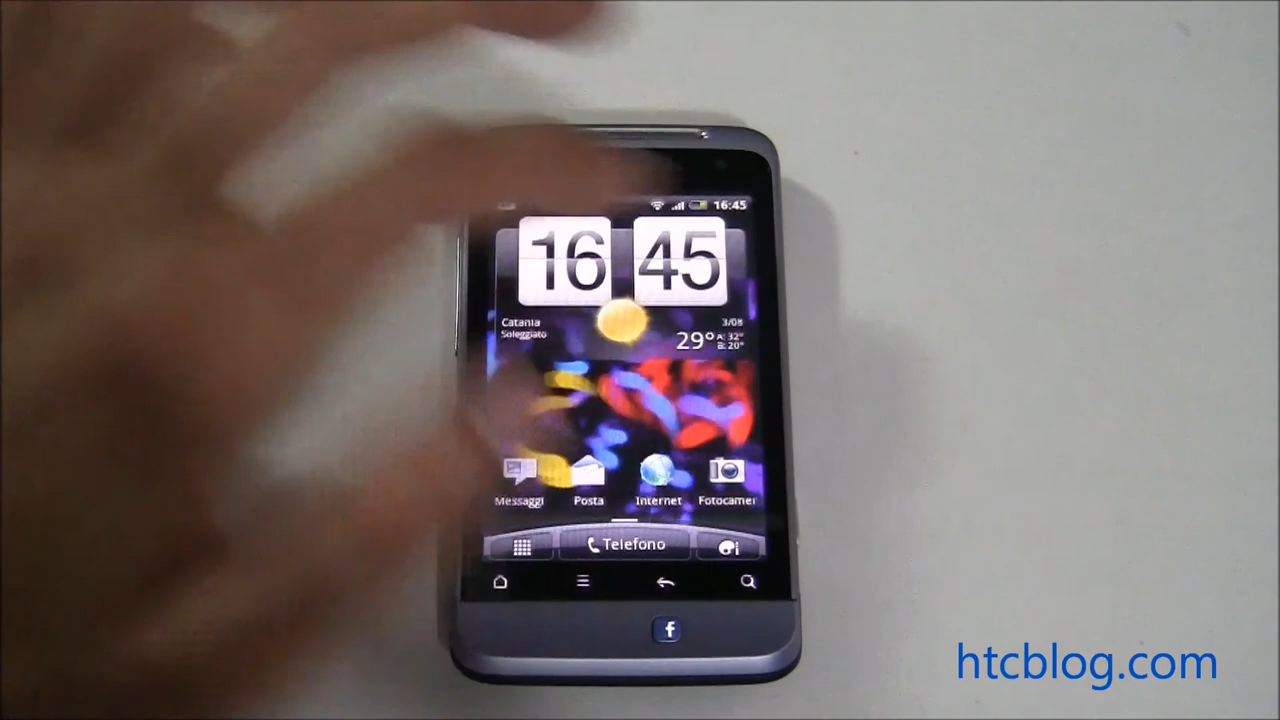 16:45
16 45
Catania
Soleggiato
3/08
29° A: 32°
B: 20°
Messaggi
Posta
Internet
Fotocamer
Telefono
f
htcblog.com